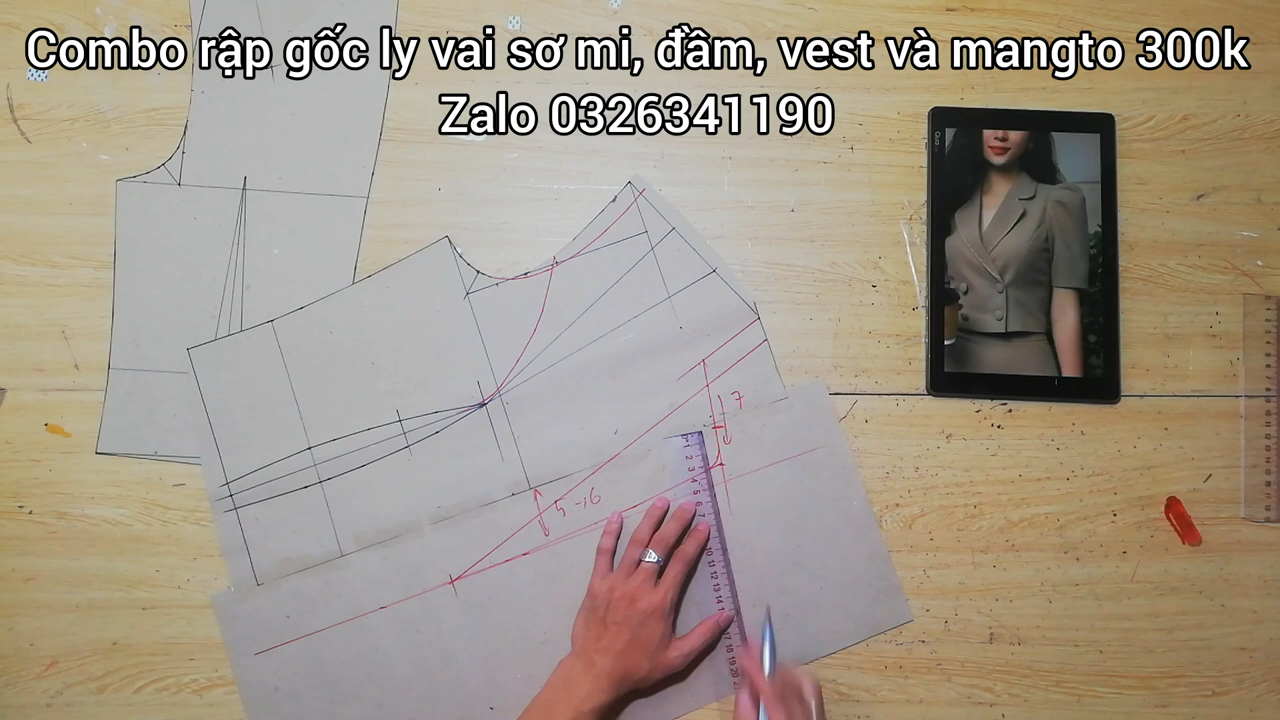 Combo rập gốc ly vai sơ mi, đầm, vest và mangto 300k
Zalo 0326341190
7
5→6